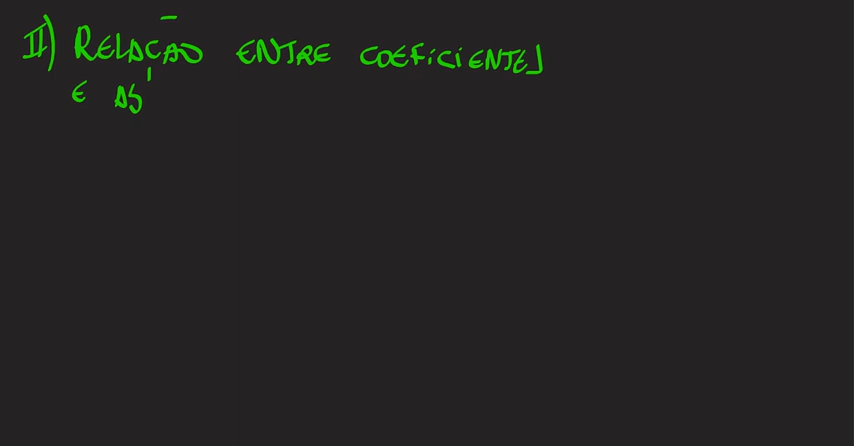 II) RELAÇÃO ENTRE COEFICIENTES
E AS